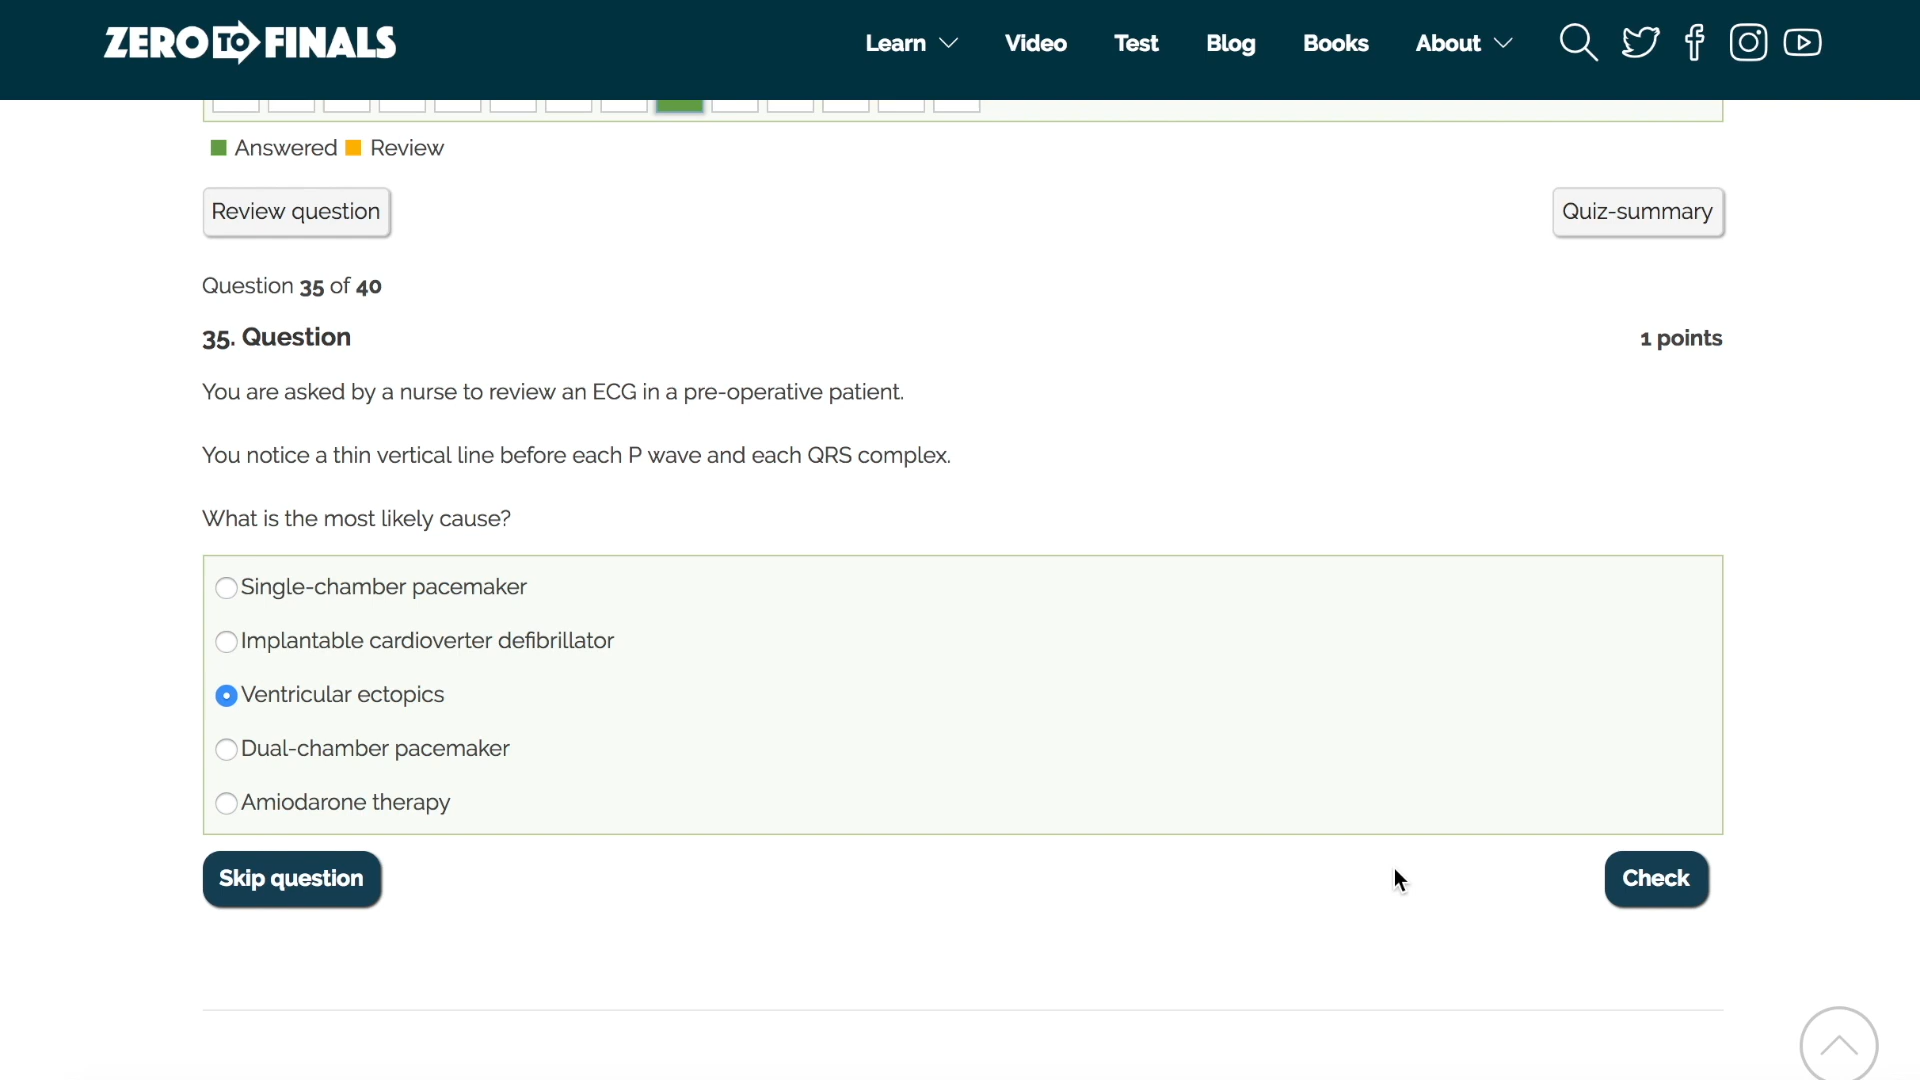 ZERO TO FINALS
Learn Video Test Blog Books About
Answered Review
Review question
Quiz-summary
Question 35 of 40
35. Question
1 points
You are asked by a nurse to review an ECG in a pre-operative patient.
You notice a thin vertical line before each P wave and each QRS complex.
What is the most likely cause?
Single-chamber pacemaker
Implantable cardioverter defibrillator
Ventricular ectopics
Dual-chamber pacemaker
Amiodarone therapy
Skip question
Check